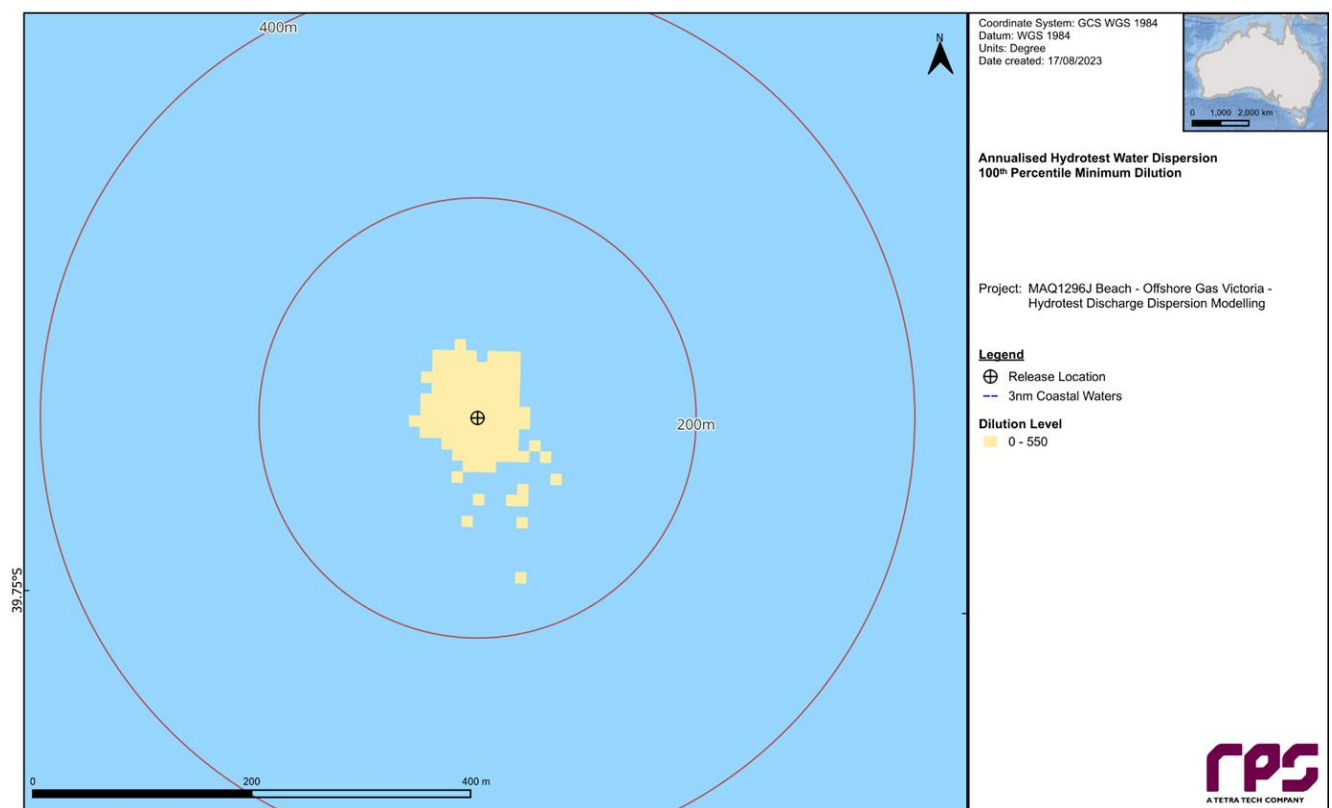 400m
200m
N
39.75°S
0 200 400 m
Coordinate System: GCS WGS 1984
Datum: WGS 1984
Units: Degree
Date created: 17/08/2023
0 1,000 2,000 km
Annualised Hydrotest Water Dispersion
100th Percentile Minimum Dilution
Project: MAQ1296J Beach - Offshore Gas Victoria -
Hydrotest Discharge Dispersion Modelling
Legend
Release Location
3nm Coastal Waters
Dilution Level
0 - 550
rps
A TETRA TECH COMPANY